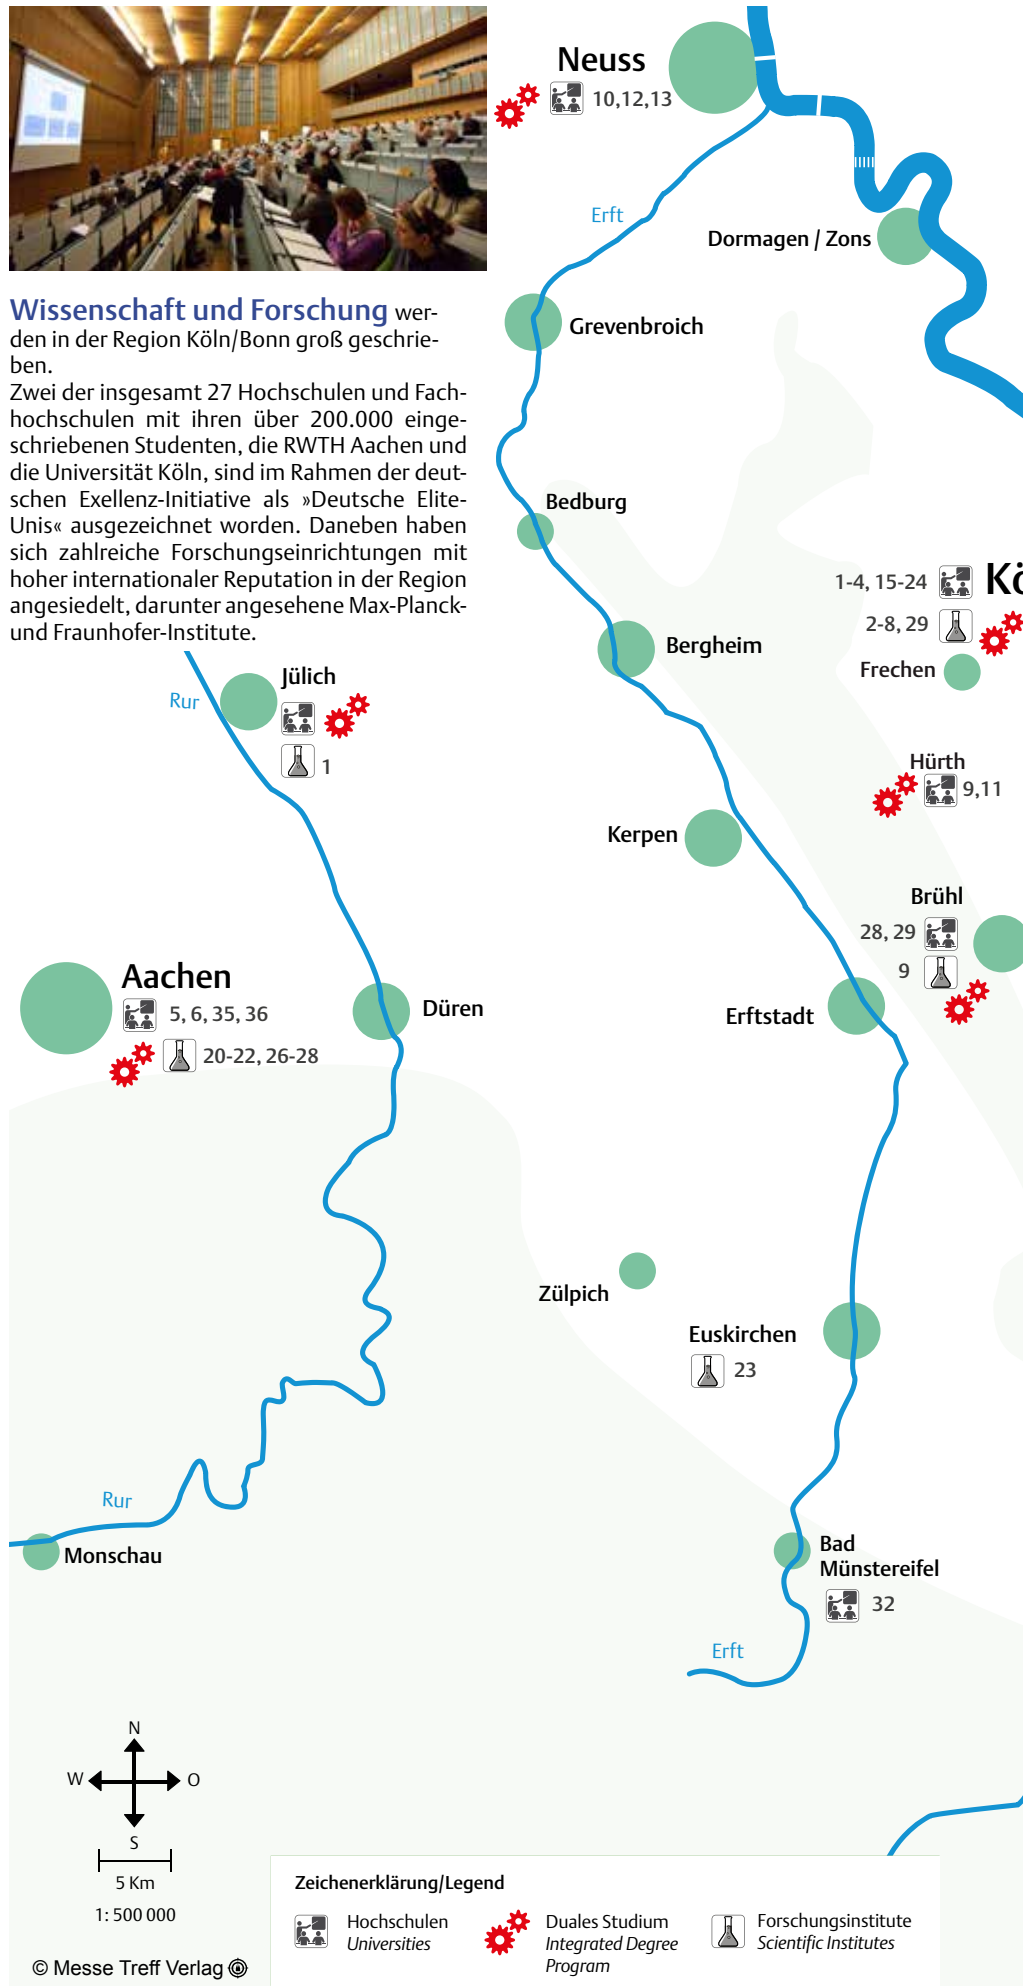 Neuss
10,12,13
Erft
Dormagen / Zons
Grevenbroich
Wissenschaft und Forschung wer-
den in der Region Köln/Bonn groß geschrie-
ben.
Zwei der insgesamt 27 Hochschulen und Fach-
hochschulen mit ihren über 200.000 einge-
schriebenen Studenten, die RWTH Aachen und
die Universität Köln, sind im Rahmen der deut-
schen Exellenz-Initiative als »Deutsche Elite-
Unis« ausgezeichnet worden. Daneben haben
sich zahlreiche Forschungseinrichtungen mit
hoher internationaler Reputation in der Region
angesiedelt, darunter angesehene Max-Planck-
und Fraunhofer-Institute.
Bedburg
1-4, 15-24
Kö
2-8, 29
Bergheim
Frechen
Jülich
Rur
1
Hürth
9,11
Kerpen
Brühl
28, 29
9
Aachen
5, 6, 35, 36
20-22, 26-28
Düren
Erftstadt
Zülpich
Euskirchen
23
Rur
Monschau
Bad
Münstereifel
32
Erft
N
W O
S
5 Km
1: 500 000
Zeichenerklärung/Legend
Hochschulen
Universities
Duales Studium
Integrated Degree
Program
Forschungsinstitute
Scientific Institutes
© Messe Treff Verlag